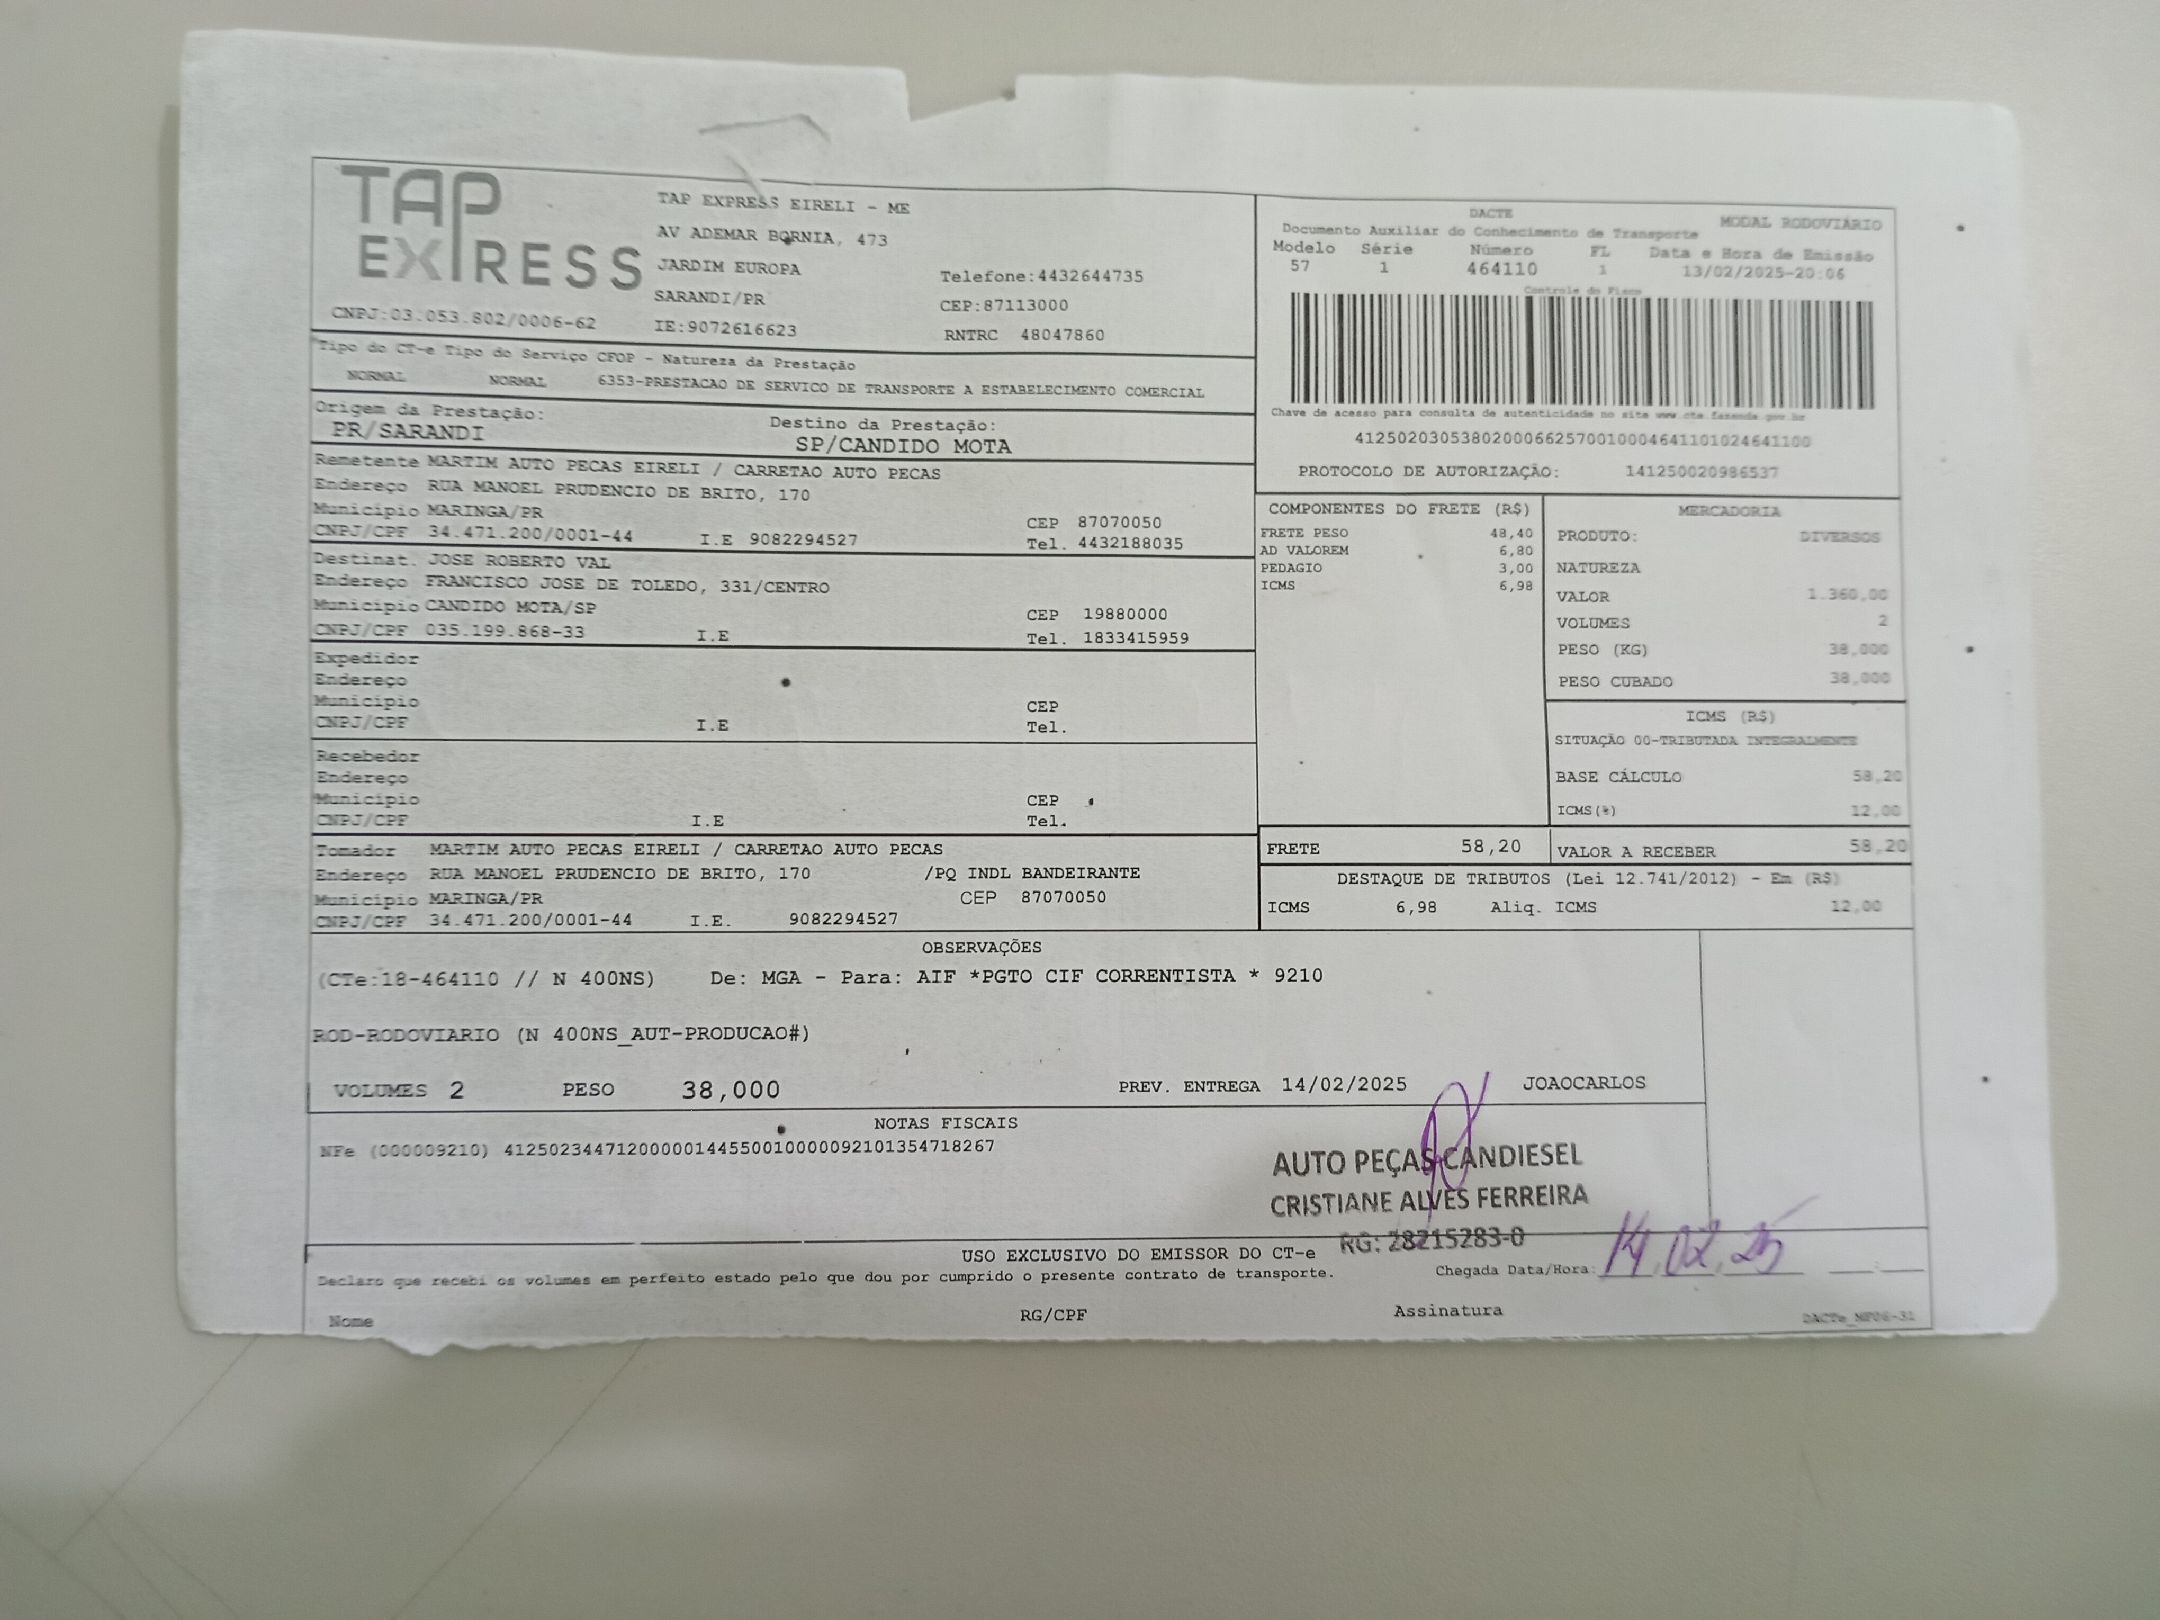 TAP
EXPRESS
CNPJ:03.053.802/0006-62
TAP EXPRESS EIRELI - ME
AV ADEMAR BORNIA, 473
JARDIM EUROPA
SARANDI/PR
IE:9072616623
Telefone:4432644735
CEP:87113000
RNTRC 48047860
DACTE
MODAL RODOVIÁRIO
Documento Auxiliar do Conhecimento de Transporte
Modelo Série Número FL Data e Hora de Emissão
57 1 464110 1 13/02/2025-20:06
Controle do Fisco
Chave de acesso para consulta de autenticidade no site www.cte.fazenda.gov.br
41250203053802000662570010004641101024641100
PROTOCOLO DE AUTORIZAÇÃO: 141250020986537
Tipo do CT-e Tipo do Serviço CFOP - Natureza da Prestação
NORMAL NORMAL 6353-PRESTACAO DE SERVICO DE TRANSPORTE A ESTABELECIMENTO COMERCIAL
Origem da Prestação: Destino da Prestação:
PR/SARANDI SP/CANDIDO MOTA
Remetente MARTIM AUTO PECAS EIRELI / CARRETAO AUTO PECAS
Endereço RUA MANOEL PRUDENCIO DE BRITO, 170
Município MARINGA/PR CEP 87070050
CNPJ/CPF 34.471.200/0001-44 I.E 9082294527 Tel. 4432188035
Destinat. JOSE ROBERTO VAL
Endereço FRANCISCO JOSE DE TOLEDO, 331/CENTRO
Município CANDIDO MOTA/SP CEP 19880000
CNPJ/CPF 035.199.868-33 I.E Tel. 1833415959
Expedidor
Endereço
Município CEP
CNPJ/CPF I.E Tel.
Recebedor
Endereço
Município CEP
CNPJ/CPF I.E Tel.
Tomador MARTIM AUTO PECAS EIRELI / CARRETAO AUTO PECAS
Endereço RUA MANOEL PRUDENCIO DE BRITO, 170 /PQ INDL BANDEIRANTE
Município MARINGA/PR CEP 87070050
CNPJ/CPF 34.471.200/0001-44 I.E. 9082294527
COMPONENTES DO FRETE (R$)
FRETE PESO 48,40
AD VALOREM 6,80
PEDAGIO 3,00
ICMS 6,98
MERCADORIA
PRODUTO: DIVERSOS
NATUREZA
VALOR 1.360,00
VOLUMES 2
PESO (KG) 38,000
PESO CUBADO 38,000
ICMS (R$)
SITUAÇÃO 00-TRIBUTADA INTEGRALMENTE
BASE CÁLCULO 58,20
ICMS(%) 12,00
FRETE 58,20 VALOR A RECEBER 58,20
DESTAQUE DE TRIBUTOS (Lei 12.741/2012) - Em (R$)
ICMS 6,98 Aliq. ICMS 12,00
OBSERVAÇÕES
(CTe:18-464110 // N 400NS) De: MGA - Para: AIF *PGTO CIF CORRENTISTA * 9210
ROD-RODOVIARIO (N 400NS_AUT-PRODUCAO#)
VOLUMES 2 PESO 38,000 PREV. ENTREGA 14/02/2025 JOAOCARLOS
NOTAS FISCAIS
NFe (000009210) 41250234471200000144550010000092101354718267
AUTO PEÇAS CANDIESEL
CRISTIANE ALVES FERREIRA
RG: 28215283-0
USO EXCLUSIVO DO EMISSOR DO CT-e
Declaro que recebi os volumes em perfeito estado pelo que dou por cumprido o presente contrato de transporte. Chegada Data/Hora: 14.02.25
Nome RG/CPF Assinatura DACTe_MF06-31